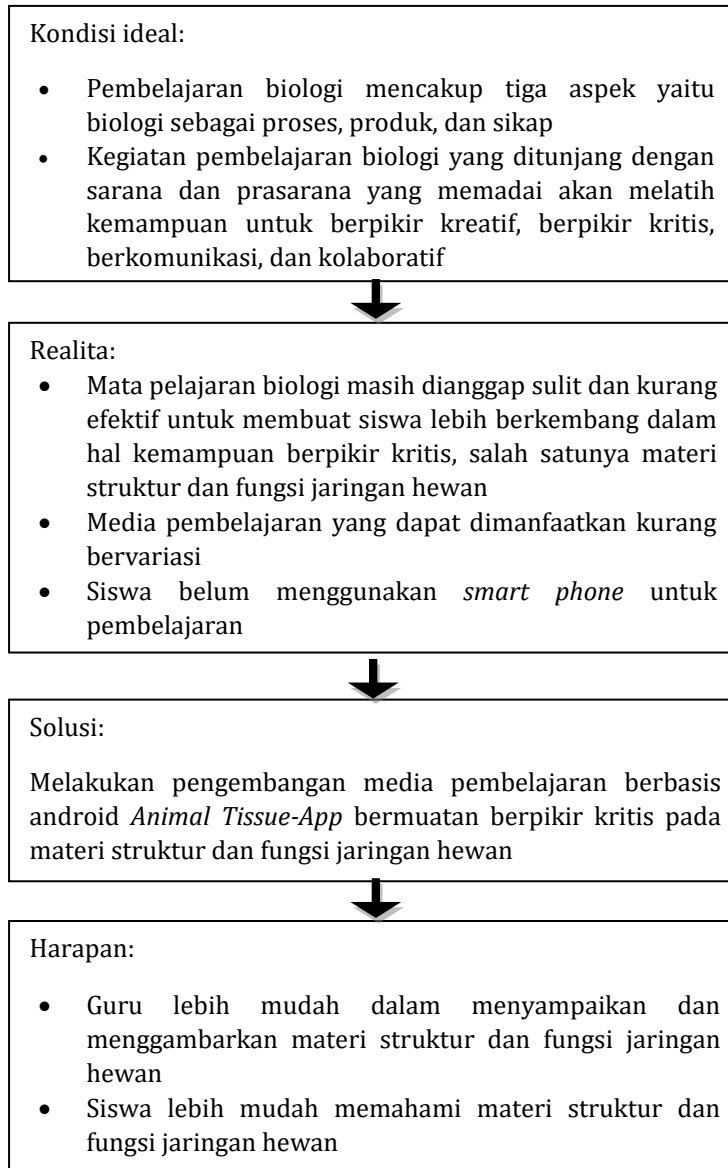 Kondisi ideal:
• Pembelajaran biologi mencakup tiga aspek yaitu
biologi sebagai proses, produk, dan sikap
• Kegiatan pembelajaran biologi yang ditunjang dengan
sarana dan prasarana yang memadai akan melatih
kemampuan untuk berpikir kreatif, berpikir kritis,
berkomunikasi, dan kolaboratif
Realita:
• Mata pelajaran biologi masih dianggap sulit dan kurang
efektif untuk membuat siswa lebih berkembang dalam
hal kemampuan berpikir kritis, salah satunya materi
struktur dan fungsi jaringan hewan
• Media pembelajaran yang dapat dimanfaatkan kurang
bervariasi
• Siswa belum menggunakan smart phone untuk
pembelajaran
Solusi:
Melakukan pengembangan media pembelajaran berbasis
android Animal Tissue-App bermuatan berpikir kritis pada
materi struktur dan fungsi jaringan hewan
Harapan:
• Guru lebih mudah dalam menyampaikan dan
menggambarkan materi struktur dan fungsi jaringan
hewan
• Siswa lebih mudah memahami materi struktur dan
fungsi jaringan hewan